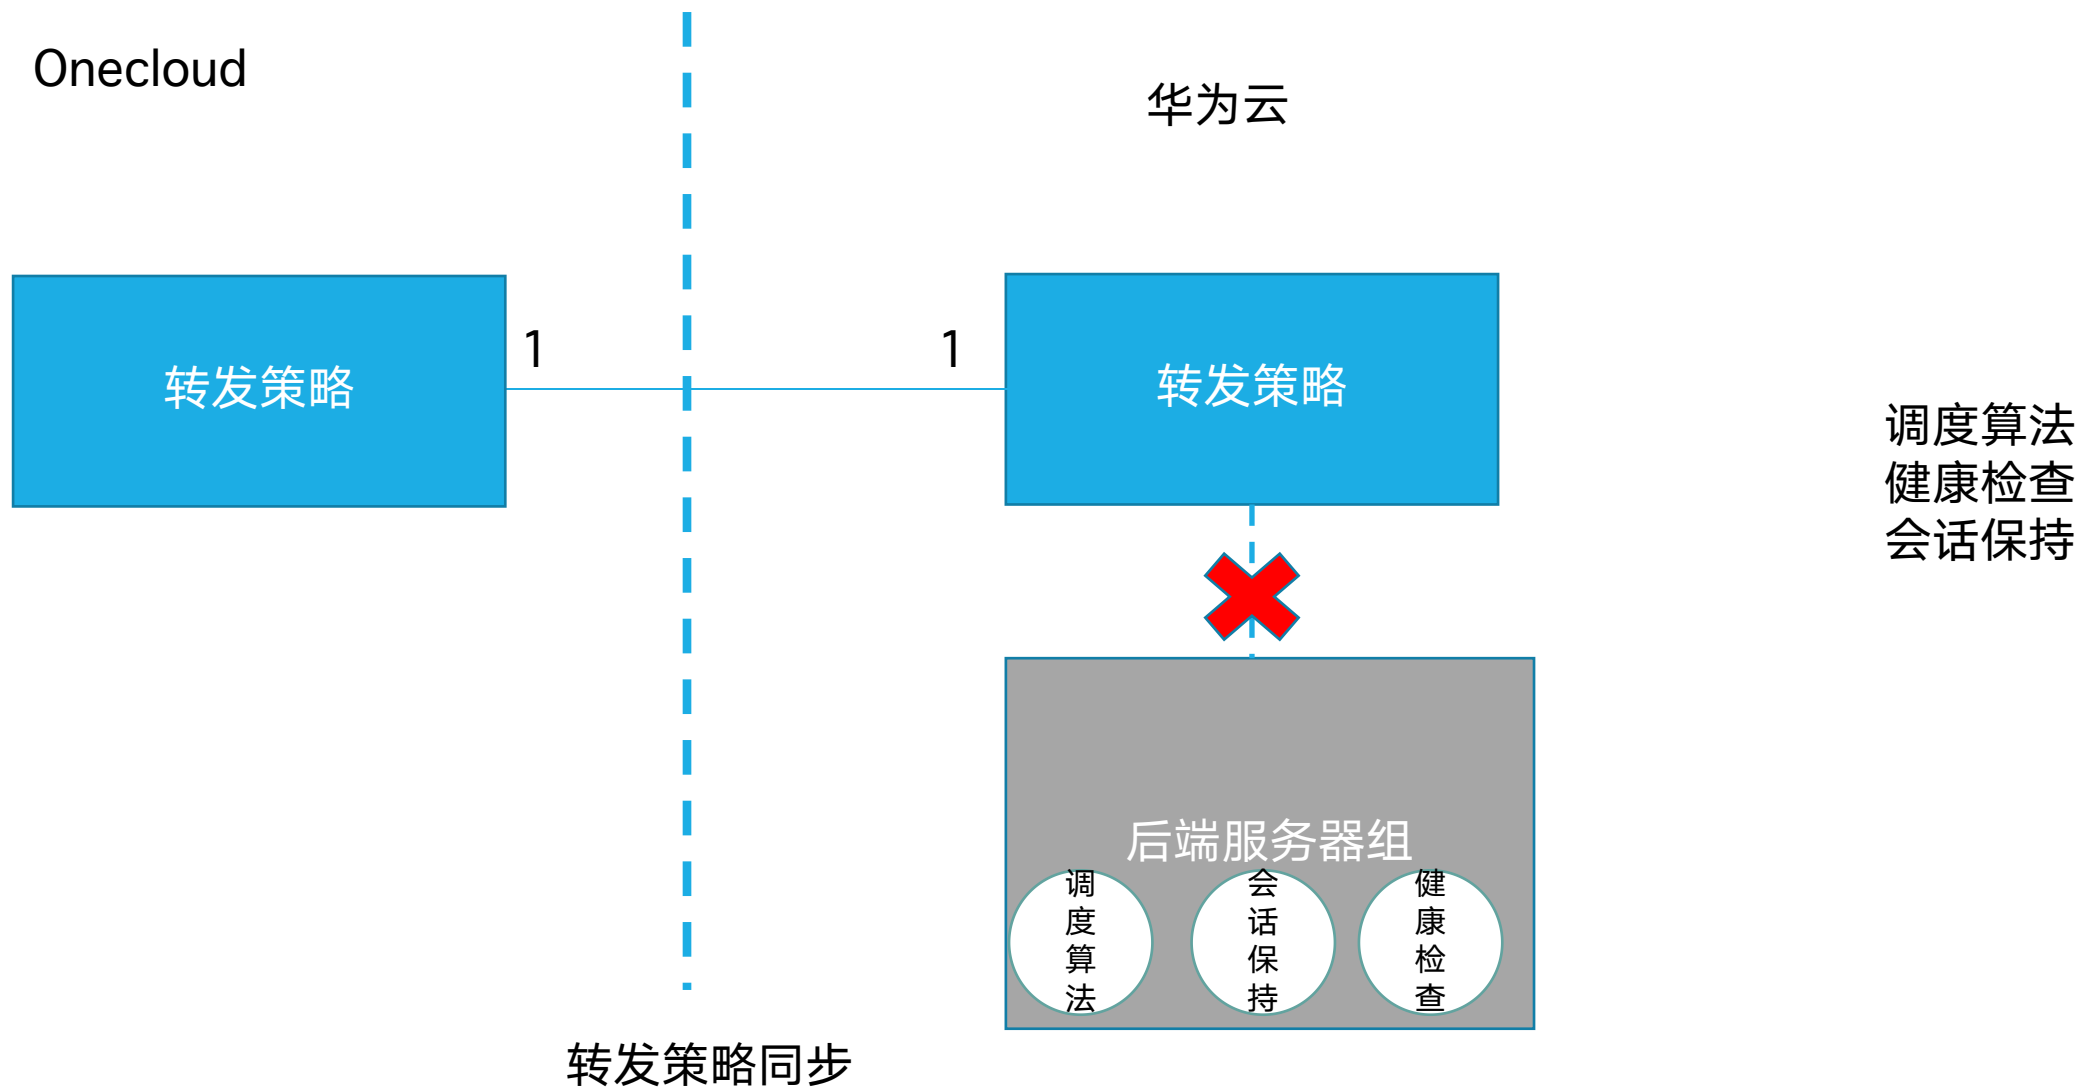 Onecloud
华为云
转发策略
1
1
转发策略
调度算法
健康检查
会话保持
后端服务器组
调
度
算
法
会
话
保
持
健
康
检
查
转发策略同步